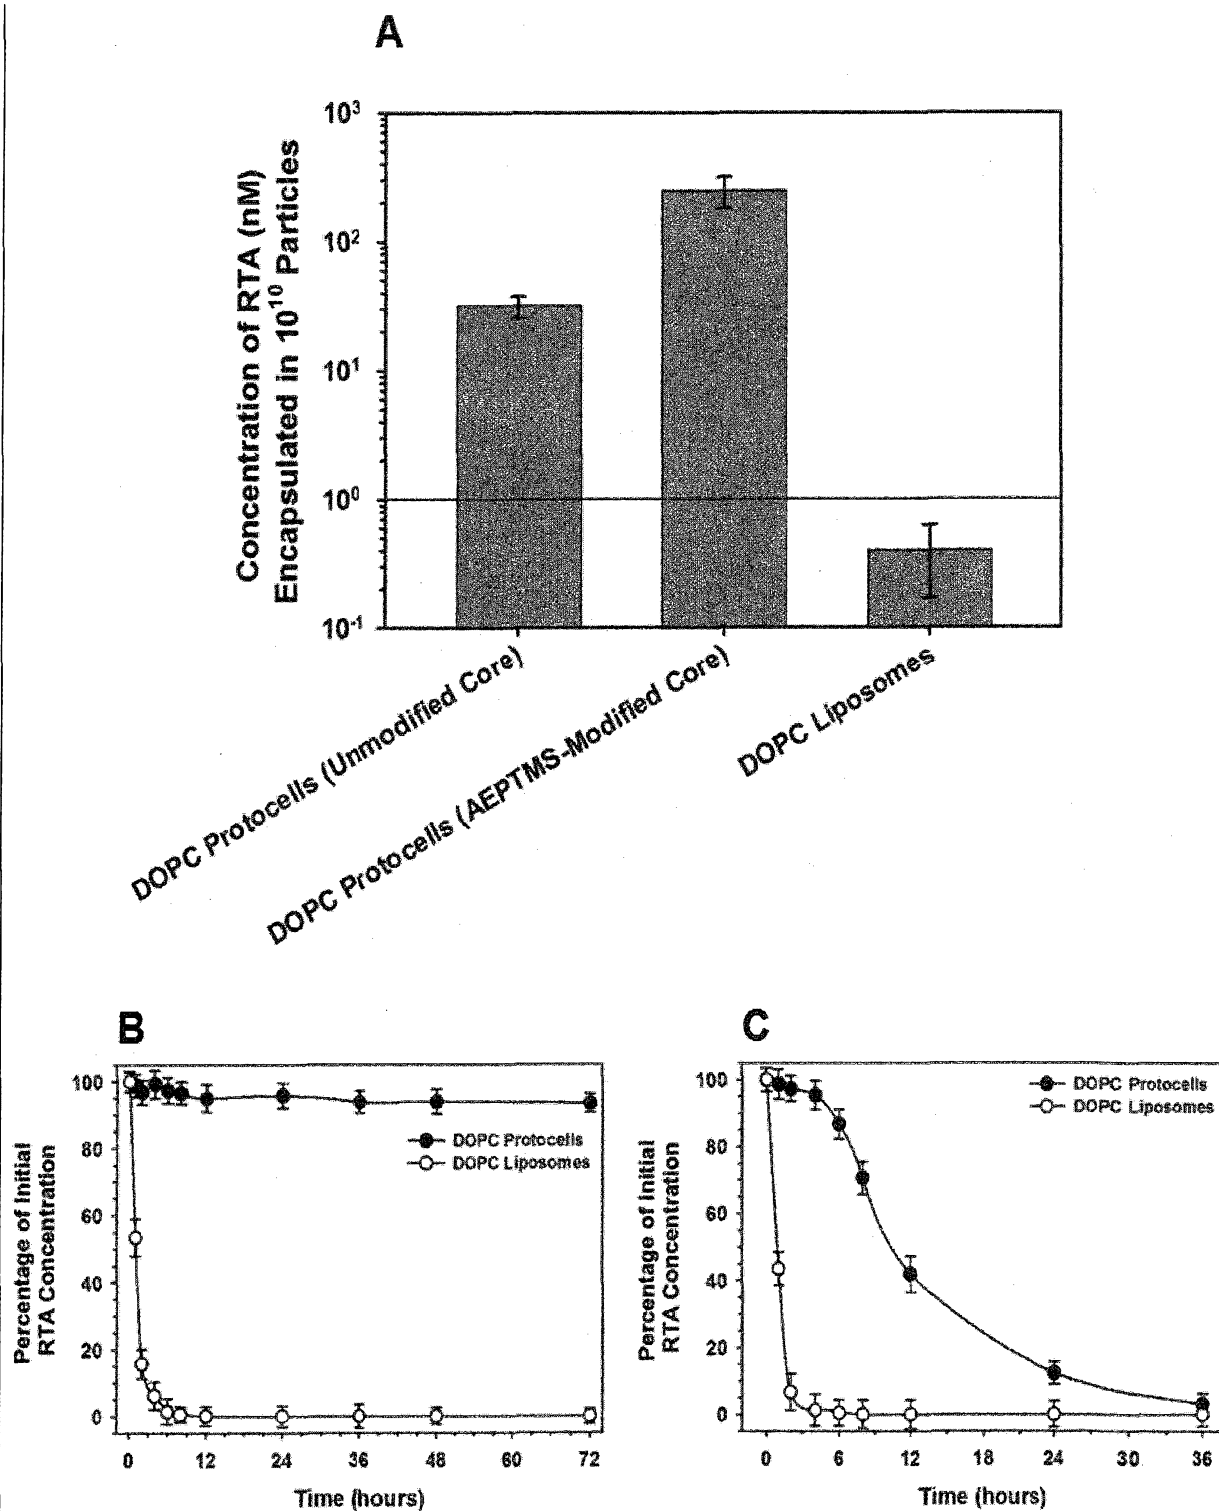 A
10³
10²
10¹
10⁰
10⁻¹
Concentration of RTA (nM)
Encapsulated in 10¹⁰ Particles
DOPC Protocells (Unmodified Core)
DOPC Protocells (AEPTMS-Modified Core)
DOPC Liposomes
B
100
80
60
40
20
0
Percentage of Initial
RTA Concentration
DOPC Protocells
DOPC Liposomes
0 12 24 36 48 60 72
Time (hours)
C
100
80
60
40
20
0
Percentage of Initial
RTA Concentration
DOPC Protocells
DOPC Liposomes
0 6 12 18 24 30 36
Time (hours)